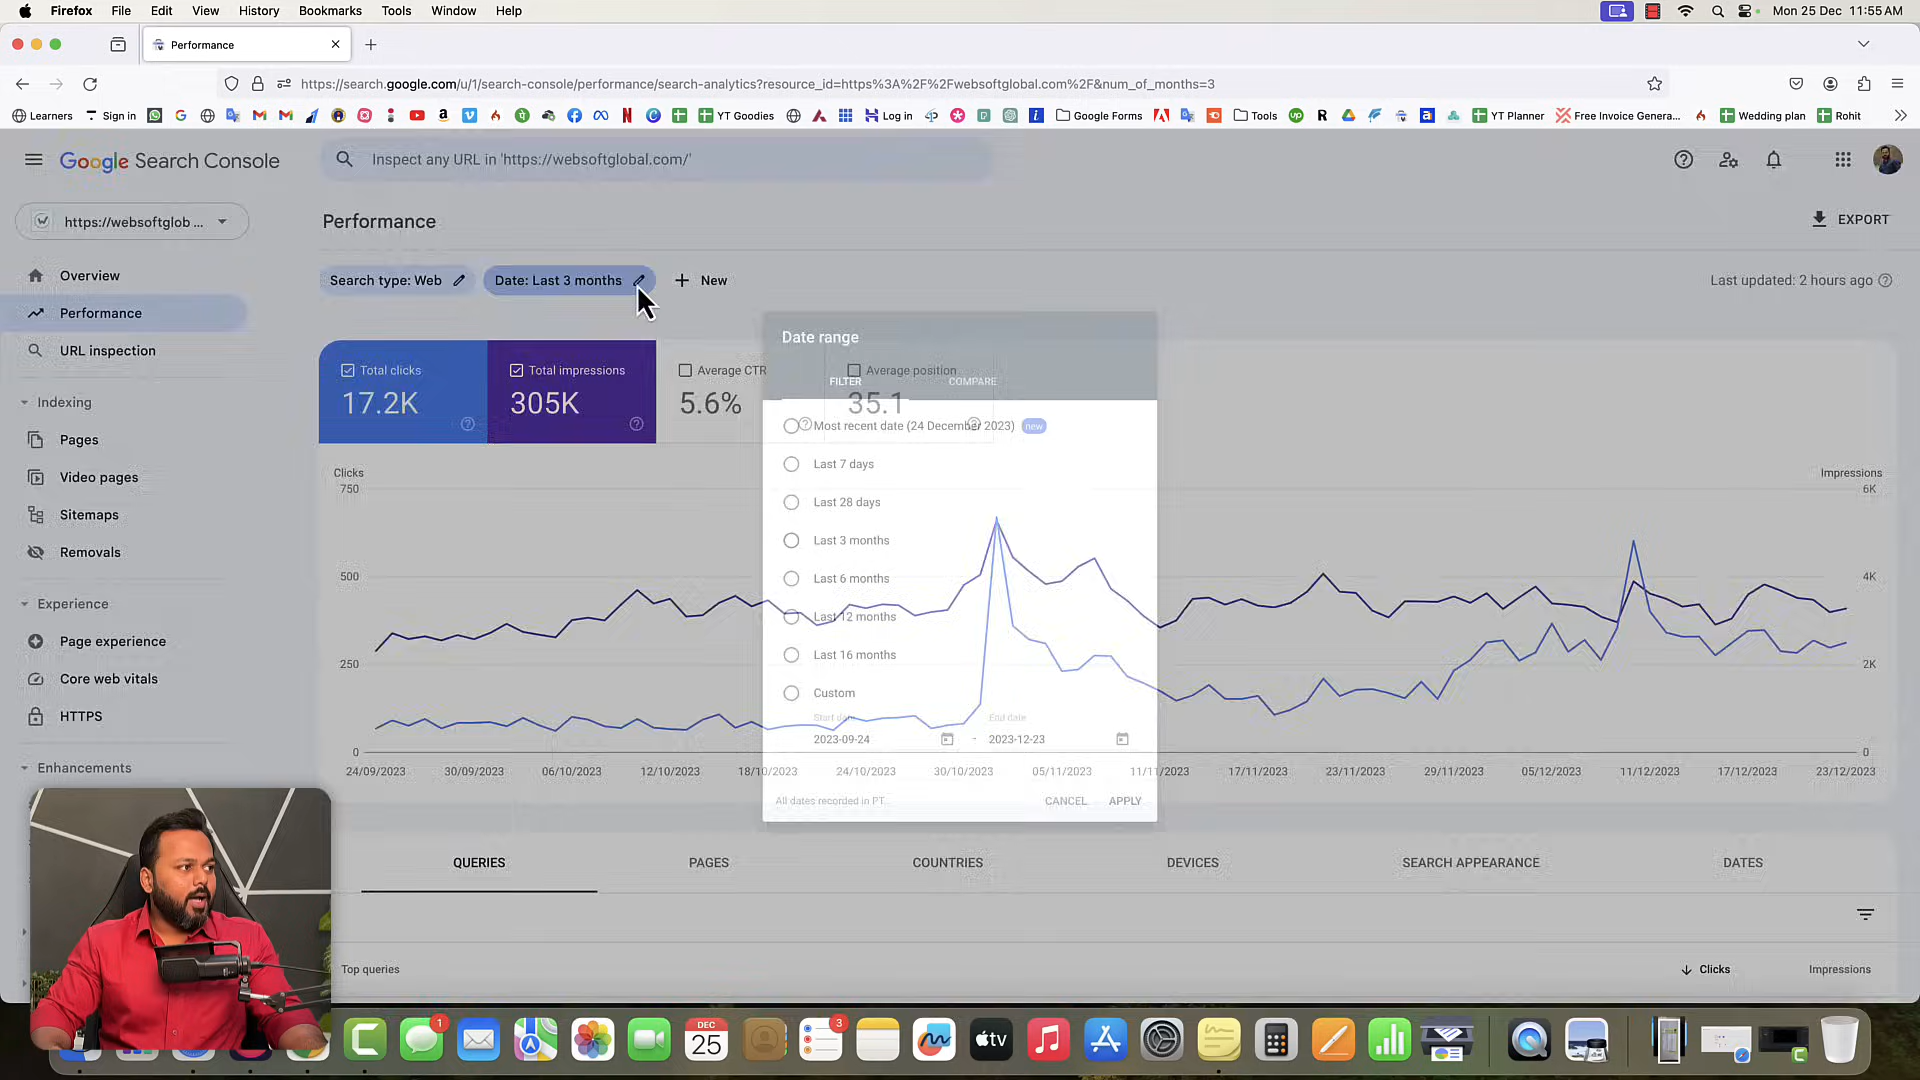 Firefox File Edit View History Bookmarks Tools Window Help
Mon 25 Dec 11:55 AM
Performance
https://search.google.com/u/1/search-console/performance/search-analytics?resource_id=https%3A%2F%2Fwebsoftglobal.com%2F&num_of_months=3
Learners Sign in YT Goodies Log in Google Forms Tools YT Planner Free Invoice Genera... Wedding plan Rohit
Google Search Console
Inspect any URL in 'https://websoftglobal.com/'
https://websoftglob ...
Performance
EXPORT
Overview
Performance
URL inspection
Indexing
Pages
Video pages
Sitemaps
Removals
Experience
Page experience
Core web vitals
HTTPS
Enhancements
Search type: Web
Date: Last 3 months
New
Last updated: 2 hours ago
Total clicks
17.2K
Total impressions
305K
Average CTR
5.6%
Average position
35.1
Date range
FILTER
COMPARE
Most recent date (24 December 2023) new
Last 7 days
Last 28 days
Last 3 months
Last 6 months
Last 12 months
Last 16 months
Custom
Start date
End date
2023-09-24 - 2023-12-23
All dates recorded in PT.
CANCEL APPLY
Clicks
750
500
250
0
Impressions
6K
4K
2K
0
24/09/2023 30/09/2023 06/10/2023 12/10/2023 18/10/2023 24/10/2023 30/10/2023 05/11/2023 11/11/2023 17/11/2023 23/11/2023 29/11/2023 05/12/2023 11/12/2023 17/12/2023 23/12/2023
QUERIES PAGES COUNTRIES DEVICES SEARCH APPEARANCE DATES
Top queries
Clicks
Impressions
1
DEC
25
3
tv